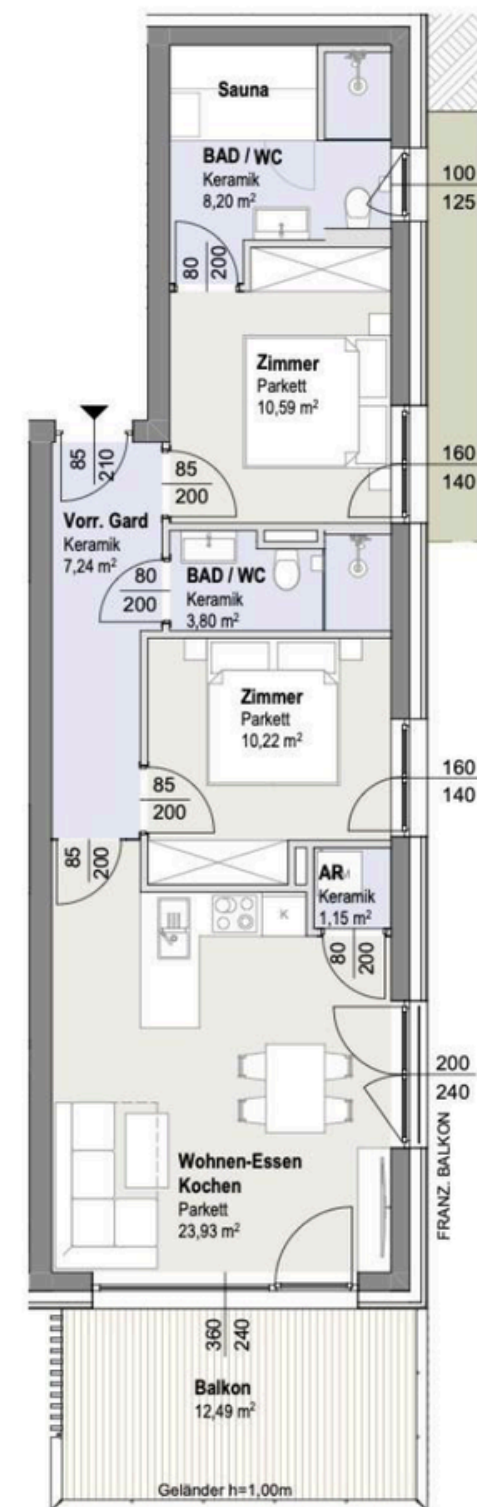 Sauna
BAD / WC
Keramik
8,20 m²
100
125
80
200
Zimmer
Parkett
10,59 m²
160
140
85
210
85
200
Vorr. Gard
Keramik
7,24 m²
80
200
BAD / WC
Keramik
3,80 m²
Zimmer
Parkett
10,22 m²
160
140
85
200
85
200
AR
Keramik
1,15 m²
K
80
200
200
240
FRANZ. BALKON
Wohnen-Essen
Kochen
Parkett
23,93 m²
360
240
Balkon
12,49 m²
Geländer h=1,00m